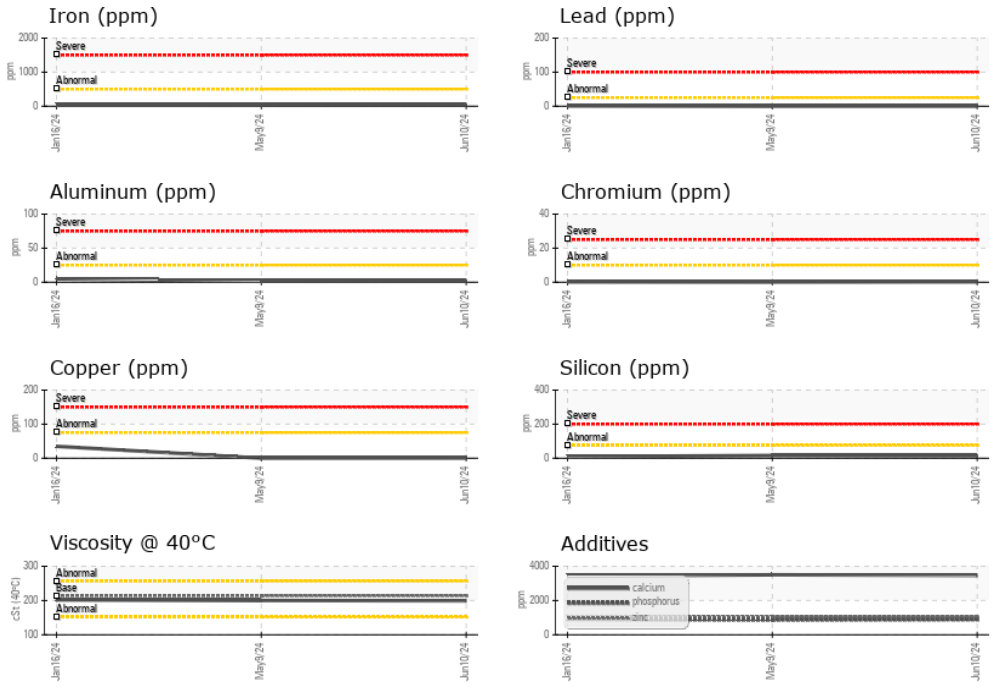 Iron (ppm)
2000
1000
0
ppm
Severe
Abnormal
Jan16/24
May9/24
Jun10/24
Lead (ppm)
200
100
0
ppm
Severe
Abnormal
Jan16/24
May9/24
Jun10/24
Aluminum (ppm)
100
50
0
ppm
Severe
Abnormal
Jan16/24
May9/24
Jun10/24
Chromium (ppm)
40
20
0
ppm
Severe
Abnormal
Jan16/24
May9/24
Jun10/24
Copper (ppm)
200
100
0
ppm
Severe
Abnormal
Jan16/24
May9/24
Jun10/24
Silicon (ppm)
400
200
0
ppm
Severe
Abnormal
Jan16/24
May9/24
Jun10/24
Viscosity @ 40°C
300
200
100
cSt (40°C)
Abnormal
Base
Abnormal
Jan16/24
May9/24
Jun10/24
Additives
4000
2000
0
ppm
calcium
phosphorus
zinc
Jan16/24
May9/24
Jun10/24